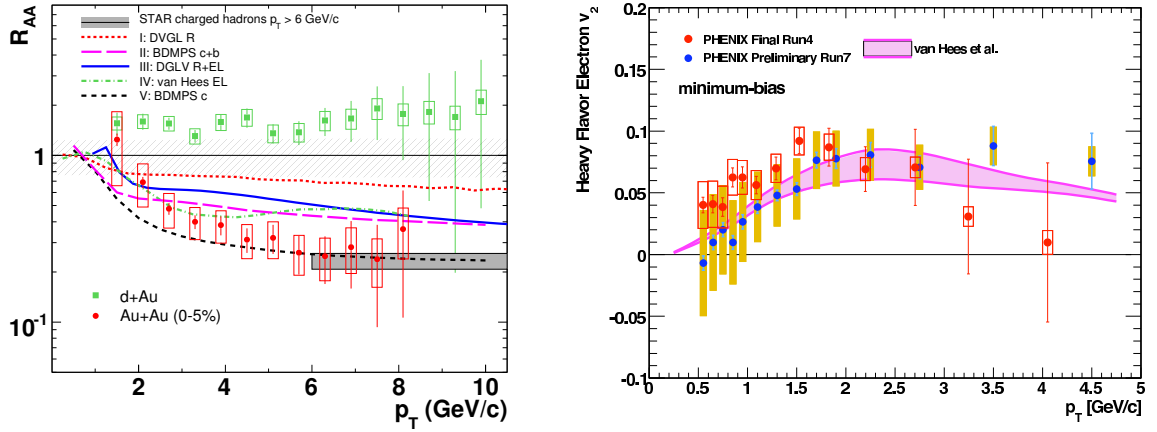 R_AA
STAR charged hadrons p_T > 6 GeV/c
I: DVGL R
II: BDMPS c+b
III: DGLV R+EL
IV: van Hees EL
V: BDMPS c
1
10^-1
d+Au
Au+Au (0-5%)
2 4 6 8 10
p_T (GeV/c)
Heavy Flavor Electron v_2
0.2
0.15
0.1
0.05
0
-0.05
-0.1
PHENIX Final Run4
PHENIX Preliminary Run7
van Hees et al.
minimum-bias
0 0.5 1 1.5 2 2.5 3 3.5 4 4.5 5
p_T [GeV/c]